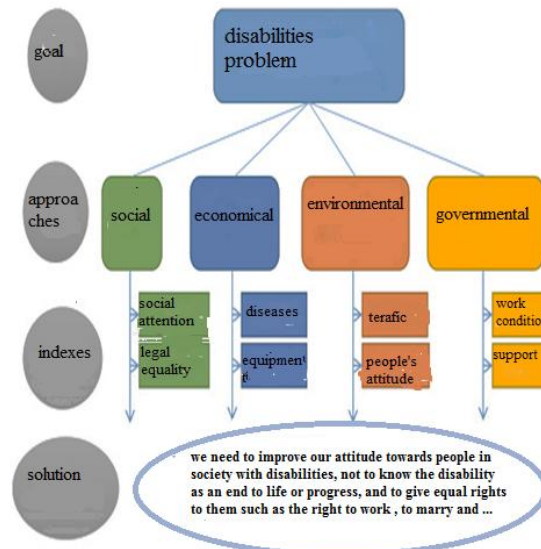 goal
disabilities
problem
approa
ches
social
economical
environmental
governmental
indexes
social
attention
legal
equality
diseases
equipment
terafic
people's
attitude
work
condition
support
solution
we need to improve our attitude towards people in
society with disabilities, not to know the disability
as an end to life or progress, and to give equal rights
to them such as the right to work , to marry and ...